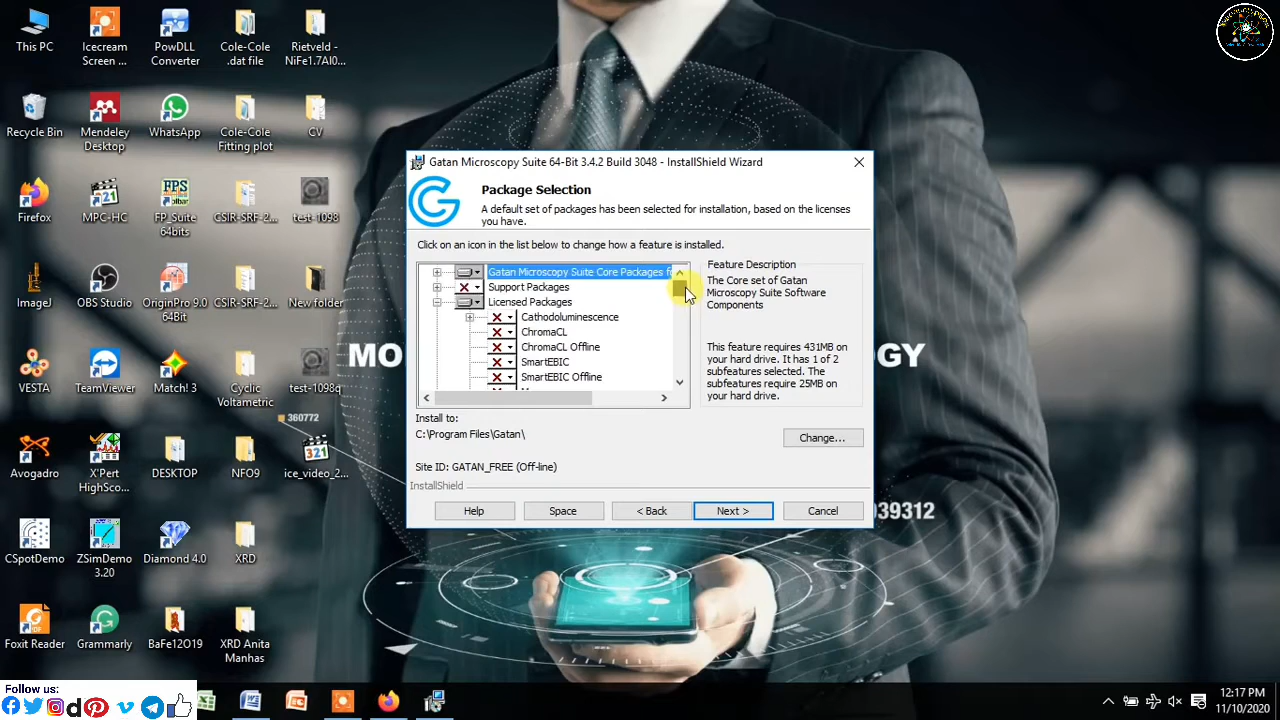 This PC
Icecream
Screen ...
PowDLL
Converter
Cole-Cole
.dat file
Rietveld -
NiFe1.7Al0...
Recycle Bin
Mendeley
Desktop
WhatsApp
Cole-Cole
Fitting plot
CV
Firefox
MPC-HC
FP_Suite
64bits
CSIR-SRF-2...
test-1098
ImageJ
OBS Studio
OriginPro 9.0
64Bit
CSIR-SRF-2...
New folder
VESTA
TeamViewer
Match! 3
Cyclic
Voltametric
test-1098q
360772
Avogadro
X'Pert
HighSco...
DESKTOP
NFO9
ice_video_2...
CSpotDemo
ZSimDemo
3.20
Diamond 4.0
XRD
Foxit Reader
Grammarly
BaFe12O19
XRD Anita
Manhas
Gatan Microscopy Suite 64-Bit 3.4.2 Build 3048 - InstallShield Wizard
Package Selection
A default set of packages has been selected for installation, based on the licenses
you have.
Click on an icon in the list below to change how a feature is installed.
Gatan Microscopy Suite Core Packages fo
Support Packages
Licensed Packages
Cathodoluminescence
ChromaCL
ChromaCL Offline
SmartEBIC
SmartEBIC Offline
Feature Description
The Core set of Gatan
Microscopy Suite Software
Components
This feature requires 431MB on
your hard drive. It has 1 of 2
subfeatures selected. The
subfeatures require 25MB on
your hard drive.
Install to:
C:\Program Files\Gatan\
Change...
Site ID: GATAN_FREE (Off-line)
InstallShield
Help
Space
< Back
Next >
Cancel
MO
OGY
039312
Follow us:
12:17 PM
11/10/2020